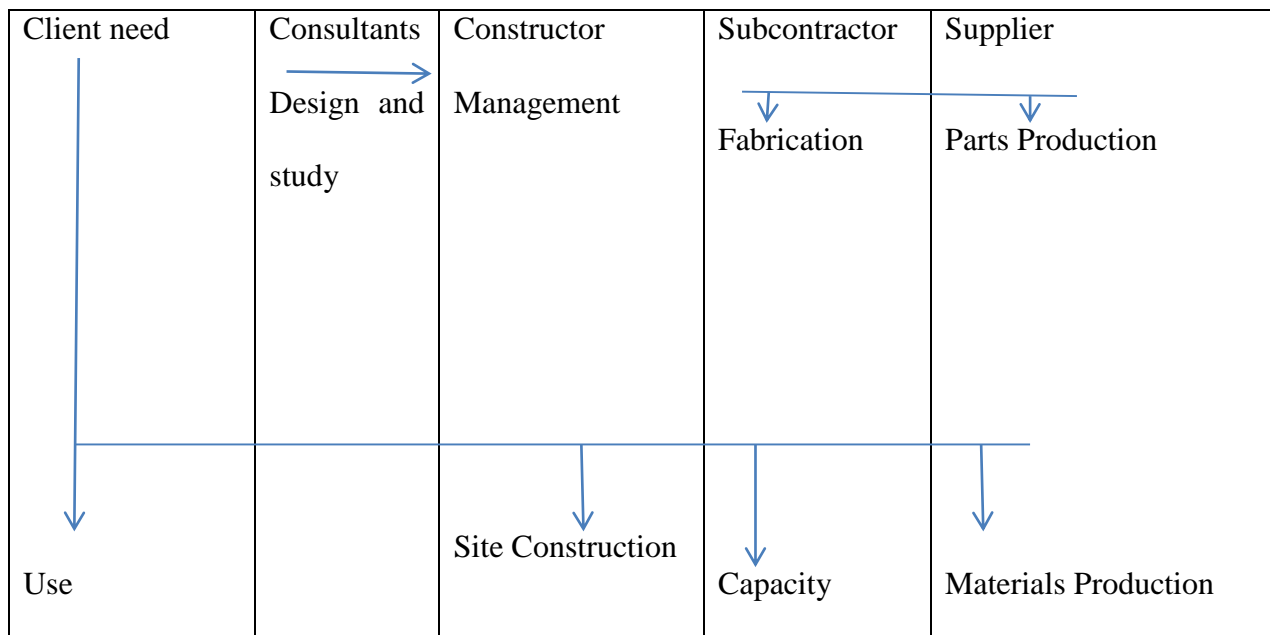 Client need
Consultants
Constructor
Subcontractor
Supplier
Design and
study
Management
Fabrication
Parts Production
Site Construction
Use
Capacity
Materials Production